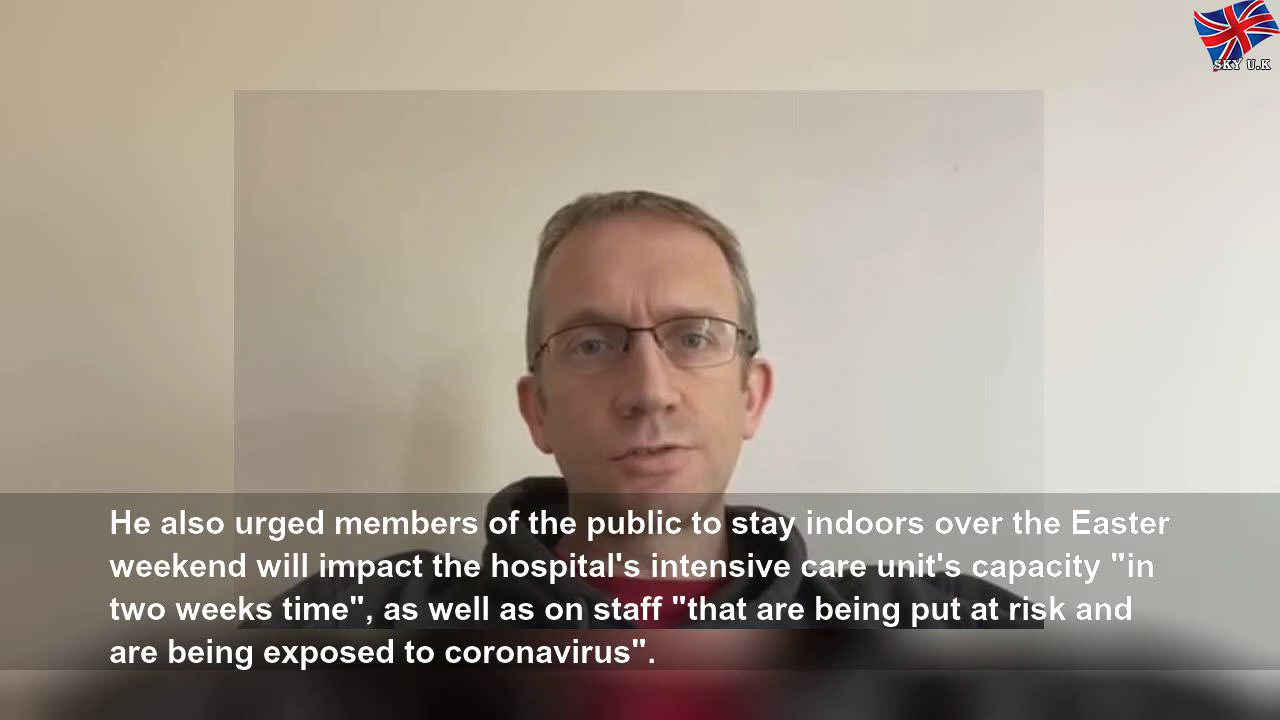 SKY U.K
He also urged members of the public to stay indoors over the Easter
weekend will impact the hospital's intensive care unit's capacity "in
two weeks time", as well as on staff "that are being put at risk and
are being exposed to coronavirus".